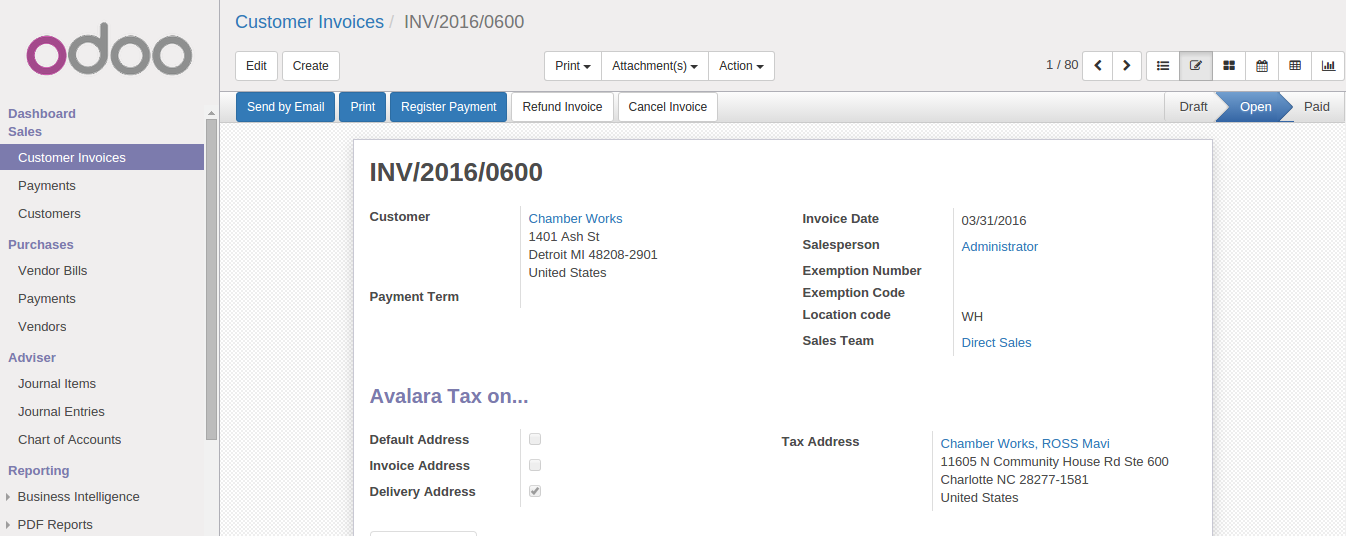 odoo
Dashboard
Sales
Customer Invoices
Payments
Customers
Purchases
Vendor Bills
Payments
Vendors
Adviser
Journal Items
Journal Entries
Chart of Accounts
Reporting
Business Intelligence
PDF Reports
Customer Invoices / INV/2016/0600
Edit Create Print Attachment(s) Action 1 / 80
Send by Email Print Register Payment Refund Invoice Cancel Invoice Draft Open Paid
INV/2016/0600
Customer Chamber Works
1401 Ash St
Detroit MI 48208-2901
United States
Payment Term
Invoice Date 03/31/2016
Salesperson Administrator
Exemption Number
Exemption Code
Location code WH
Sales Team Direct Sales
Avalara Tax on...
Default Address
Invoice Address
Delivery Address
Tax Address Chamber Works, ROSS Mavi
11605 N Community House Rd Ste 600
Charlotte NC 28277-1581
United States